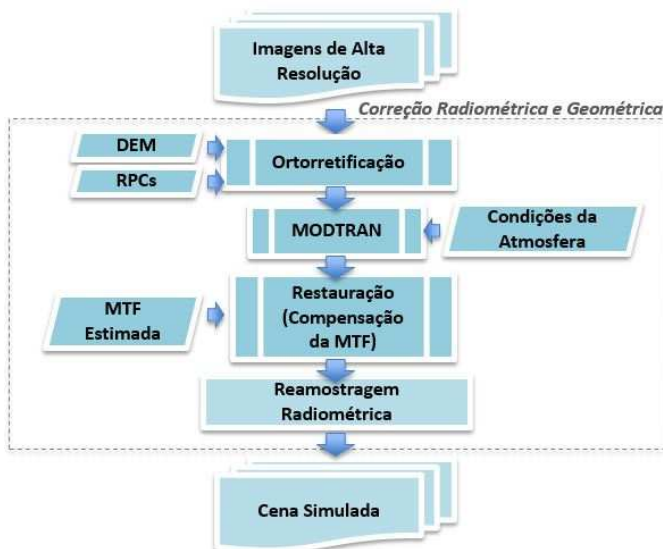 Imagens de Alta
Resolução
Correção Radiométrica e Geométrica
DEM
RPCs
Ortorretificação
MODTRAN
Condições da
Atmosfera
MTF
Estimada
Restauração
(Compensação
da MTF)
Reamostragem
Radiométrica
Cena Simulada